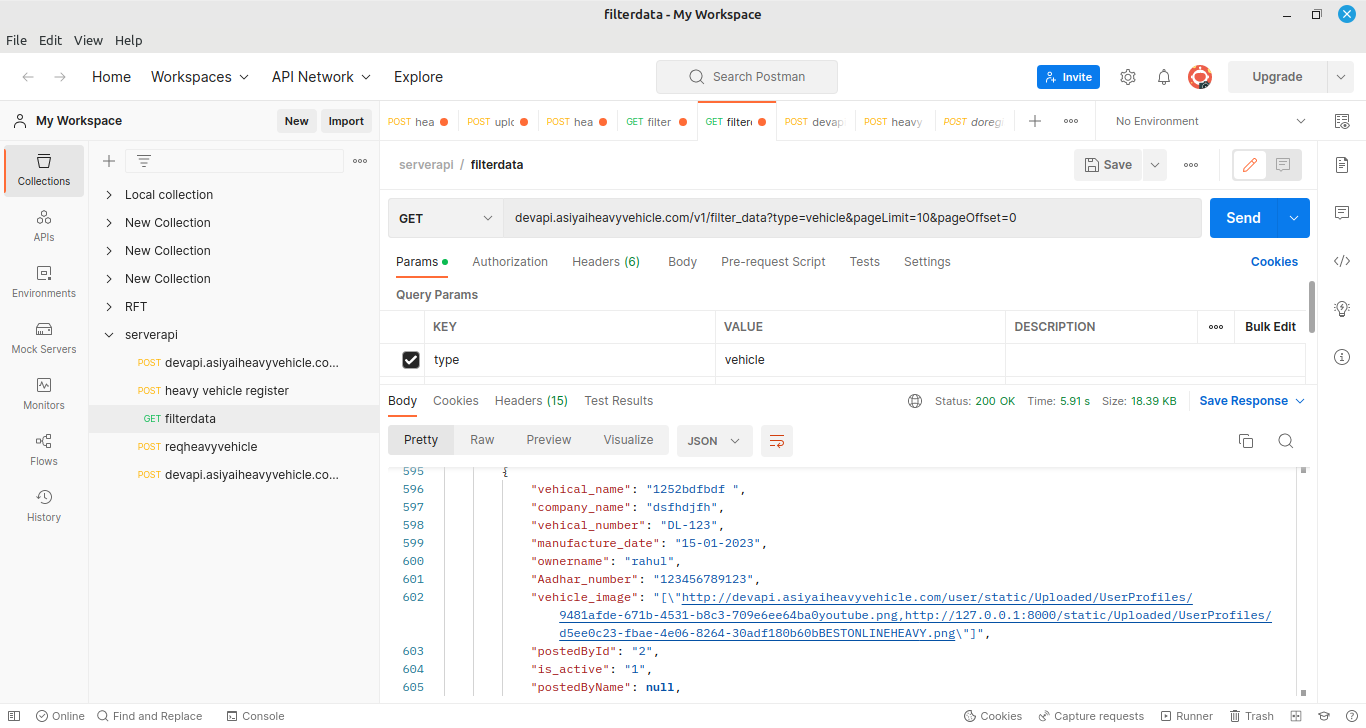 filterdata - My Workspace
File Edit View Help
Home Workspaces API Network Explore
Search Postman
Invite
Upgrade
My Workspace
New Import
POST hea POST uplo POST hea GET filter GET filter POST devap POST heavy POST doreg
No Environment
Collections
APIs
Environments
Mock Servers
Monitors
Flows
History
Local collection
New Collection
New Collection
New Collection
RFT
serverapi
POST devapi.asiyaiheavyvehicle.co...
POST heavy vehicle register
GET filterdata
POST reqheavyvehicle
POST devapi.asiyaiheavyvehicle.co...
serverapi / filterdata
Save
GET devapi.asiyaiheavyvehicle.com/v1/filter_data?type=vehicle&pageLimit=10&pageOffset=0 Send
Params Authorization Headers (6) Body Pre-request Script Tests Settings Cookies
Query Params
KEY VALUE DESCRIPTION Bulk Edit
type vehicle
Body Cookies Headers (15) Test Results Status: 200 OK Time: 5.91 s Size: 18.39 KB Save Response
Pretty Raw Preview Visualize JSON
595 {
596 "vehical_name": "1252bdfbdf ",
597 "company_name": "dsfhdjfh",
598 "vehical_number": "DL-123",
599 "manufacture_date": "15-01-2023",
600 "ownername": "rahul",
601 "Aadhar_number": "123456789123",
602 "vehicle_image": "[\"http://devapi.asiyaiheavyvehicle.com/user/static/Uploaded/UserProfiles/
9481afde-671b-4531-b8c3-709e6ee64ba0youtube.png,http://127.0.0.1:8000/static/Uploaded/UserProfiles/
d5ee0c23-fbae-4e06-8264-30adf180b60bBESTONLINEHEAVY.png\"]",
603 "postedById": "2",
604 "is_active": "1",
605 "postedByName": null,
Online Find and Replace Console Cookies Capture requests Runner Trash